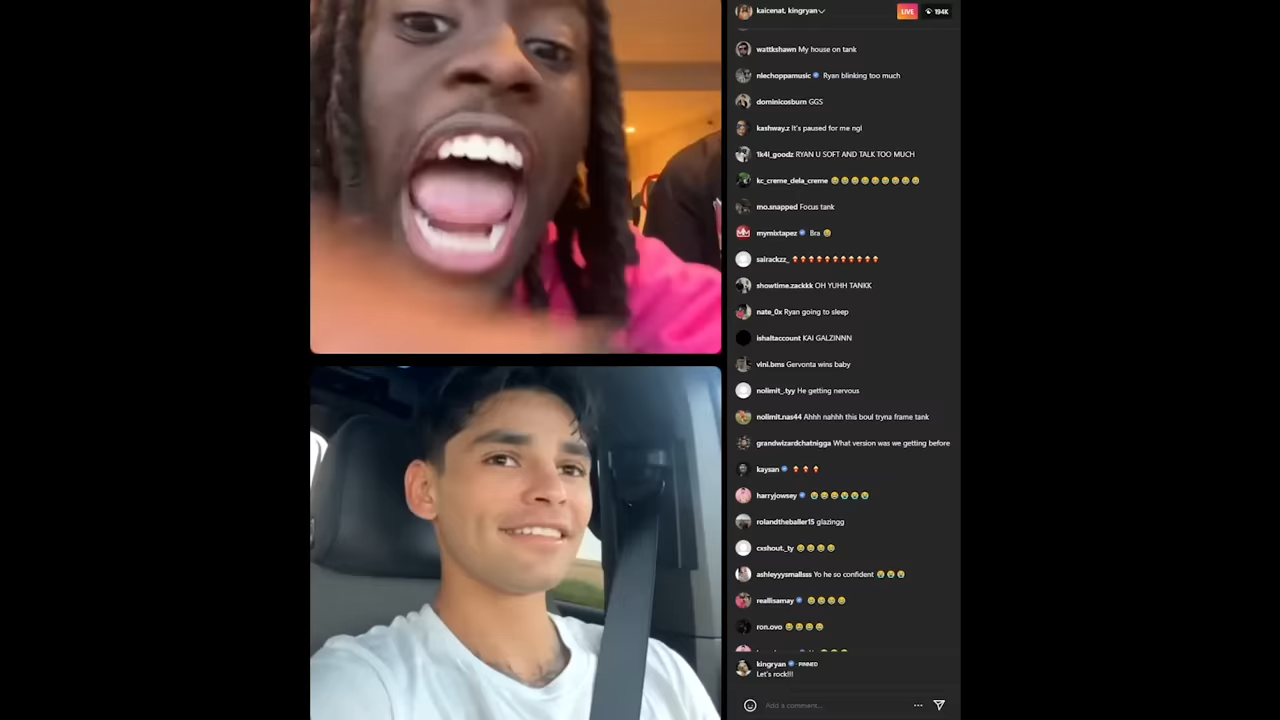 kaicenat, kingryan
LIVE
194K
wattkshawn My house on tank
nlechoppamusic Ryan blinking too much
dominicosburn GGS
kashway.z It's paused for me ngl
1k4l_goodz RYAN U SOFT AND TALK TOO MUCH
kc_creme_dela_creme 😂😂😂😂😂😂😂😂😂
mo.snapped Focus tank
mymixtapez Bra 😂
sairackzz_
showtime.zackkk OH YUHH TANKK
nate_0x Ryan going to sleep
ishaltaccount KAI GALZINNN
vini.bms Gervonta wins baby
nolimit_.tyy He getting nervous
nolimit.nas44 Ahhh nahhh this boul tryna frame tank
grandwizardchatnigga What version was we getting before
kaysan
harryjowsey 😭😂😂😭😭😭
rolandtheballer15 glazingg
cxshout._ty 😂😂😂😂
ashleyyysmallsss Yo he so confident 😭😭😭
reallisamay 😂😂😂😂
ron.ovo 😂😂😂😂
kingryan • PINNED
Let's rock!!!
Add a comment...